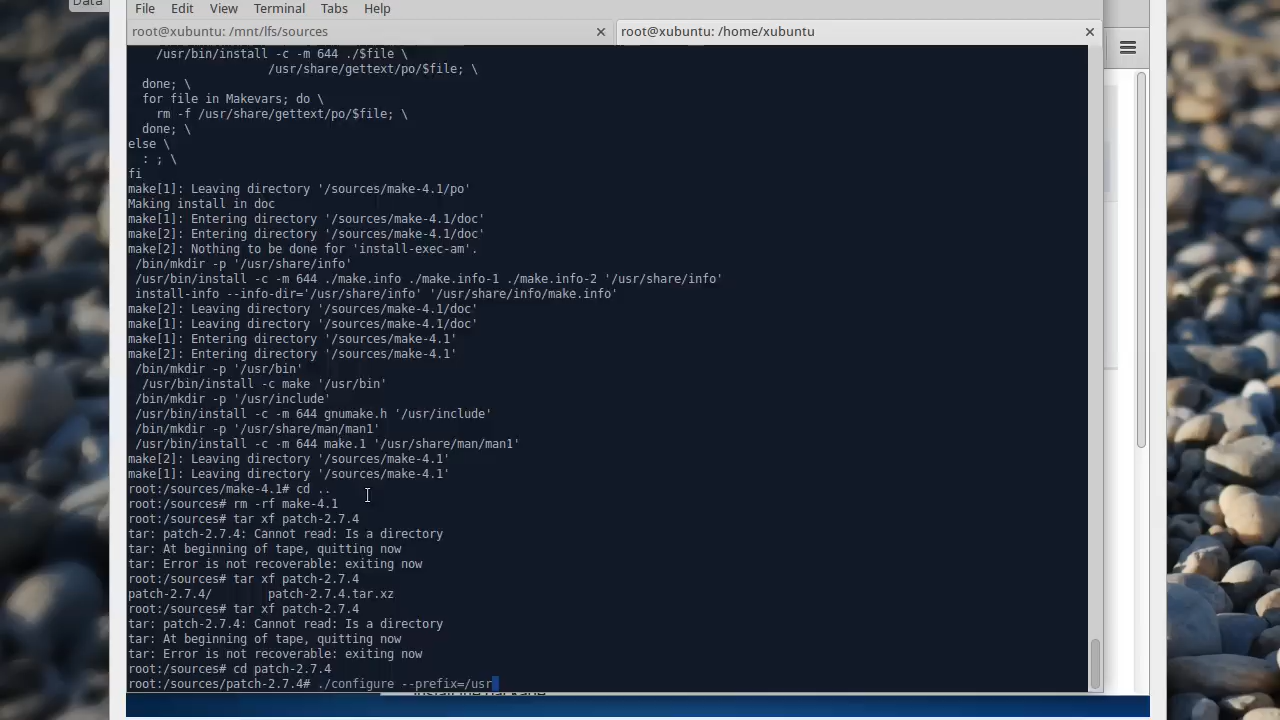 Data
File Edit View Terminal Tabs Help
root@xubuntu: /mnt/lfs/sources
root@xubuntu: /home/xubuntu
/usr/bin/install -c -m 644 ./$file \
/usr/share/gettext/po/$file; \
done; \
for file in Makevars; do \
rm -f /usr/share/gettext/po/$file; \
done; \
else \
: ; \
fi
make[1]: Leaving directory '/sources/make-4.1/po'
Making install in doc
make[1]: Entering directory '/sources/make-4.1/doc'
make[2]: Entering directory '/sources/make-4.1/doc'
make[2]: Nothing to be done for 'install-exec-am'.
/bin/mkdir -p '/usr/share/info'
/usr/bin/install -c -m 644 ./make.info ./make.info-1 ./make.info-2 '/usr/share/info'
install-info --info-dir='/usr/share/info' '/usr/share/info/make.info'
make[2]: Leaving directory '/sources/make-4.1/doc'
make[1]: Leaving directory '/sources/make-4.1/doc'
make[1]: Entering directory '/sources/make-4.1'
make[2]: Entering directory '/sources/make-4.1'
/bin/mkdir -p '/usr/bin'
/usr/bin/install -c make '/usr/bin'
/bin/mkdir -p '/usr/include'
/usr/bin/install -c -m 644 gnumake.h '/usr/include'
/bin/mkdir -p '/usr/share/man/man1'
/usr/bin/install -c -m 644 make.1 '/usr/share/man/man1'
make[2]: Leaving directory '/sources/make-4.1'
make[1]: Leaving directory '/sources/make-4.1'
root:/sources/make-4.1# cd ..
root:/sources# rm -rf make-4.1
root:/sources# tar xf patch-2.7.4
tar: patch-2.7.4: Cannot read: Is a directory
tar: At beginning of tape, quitting now
tar: Error is not recoverable: exiting now
root:/sources# tar xf patch-2.7.4
patch-2.7.4/ patch-2.7.4.tar.xz
root:/sources# tar xf patch-2.7.4
tar: patch-2.7.4: Cannot read: Is a directory
tar: At beginning of tape, quitting now
tar: Error is not recoverable: exiting now
root:/sources# cd patch-2.7.4
root:/sources/patch-2.7.4# ./configure --prefix=/usr